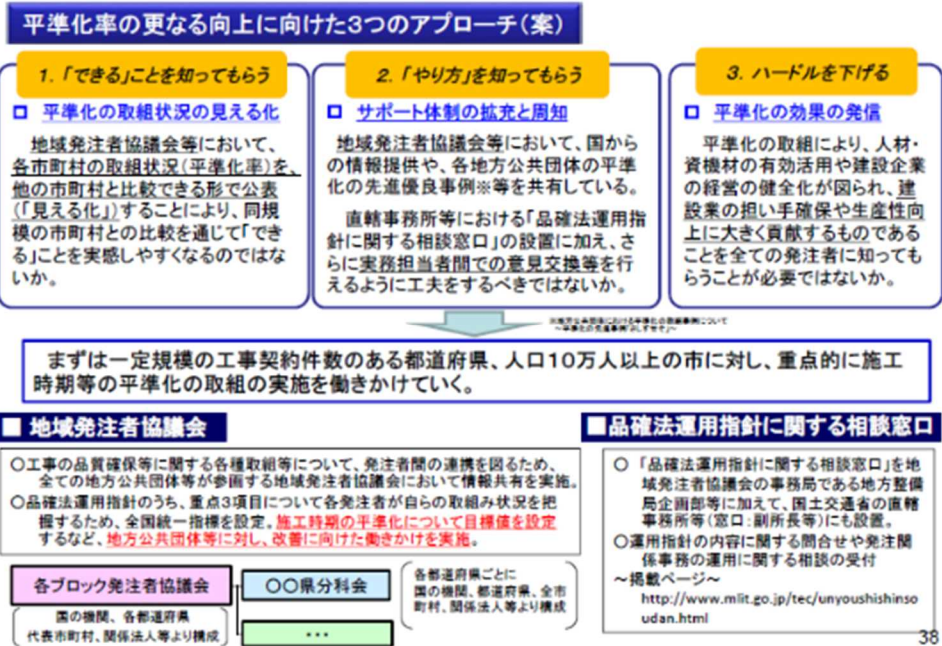 平準化率の更なる向上に向けた3つのアプローチ(案)
1.「できる」ことを知ってもらう
□ 平準化の取組状況の見える化
地域発注者協議会等において、
各市町村の取組状況(平準化率)を、
他の市町村と比較できる形で公表
(「見える化」)することにより、同規
模の市町村との比較を通じて「でき
る」ことを実感しやすくなるのではな
いか。
2.「やり方」を知ってもらう
□ サポート体制の拡充と周知
地域発注者協議会等において、国から
の情報提供や、各地方公共団体の平準
化の先進優良事例※等を共有している。
直轄事務所等における「品確法運用指
針に関する相談窓口」の設置に加え、さ
らに実務担当者間での意見交換等を行
えるように工夫をするべきではないか。
3.ハードルを下げる
□ 平準化の効果の発信
平準化の取組により、人材・
資機材の有効活用や建設企業
の経営の健全化が図られ、建
設業の担い手確保や生産性向
上に大きく貢献するものである
ことを全ての発注者に知っても
らうことが必要ではないか。
※地方公共団体における平準化の取組事例について
～平準化の先進事例「さしすせそ」～
まずは一定規模の工事契約件数のある都道府県、人口10万人以上の市に対し、重点的に施工
時期等の平準化の取組の実施を働きかけていく。
■ 地域発注者協議会
○工事の品質確保等に関する各種取組等について、発注者間の連携を図るため、
全ての地方公共団体等が参画する地域発注者協議会において情報共有を実施。
○品確法運用指針のうち、重点3項目について各発注者が自らの取組み状況を把
握するため、全国統一指標を設定。施工時期の平準化について目標値を設定
するなど、地方公共団体等に対し、改善に向けた働きかけを実施。
各ブロック発注者協議会
国の機関、各都道府県
代表市町村、関係法人等より構成
〇〇県分科会
・・・
各都道府県ごとに
国の機関、都道府県、全市
町村、関係法人等より構成
■品確法運用指針に関する相談窓口
○ 「品確法運用指針に関する相談窓口」を地
域発注者協議会の事務局である地方整備
局企画部等に加えて、国土交通省の直轄
事務所等(窓口:副所長等)にも設置。
○運用指針の内容に関する問合せや発注関
係事務の運用に関する相談の受付
～掲載ページ～
http://www.mlit.go.jp/tec/unyoushishinso
udan.html
38